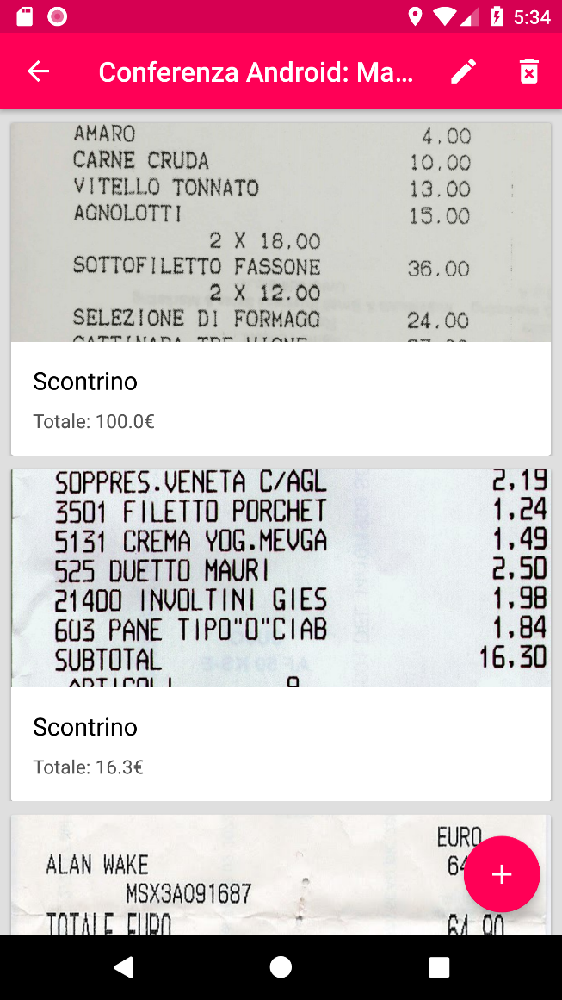 5:34
Conferenza Android: Ma...
AMARO 4.00
CARNE CRUDA 10.00
VITELLO TONNATO 13.00
AGNOLOTTI 15.00
2 X 18.00
SOTTOFILETTO FASSONE 36.00
2 X 12.00
SELEZIONE DI FORMAGG 24.00
Scontrino
Totale: 100.0€
SOPPRES.VENETA C/AGL 2,19
3501 FILETTO PORCHET 1,24
5131 CREMA YOG.MEVGA 1,49
525 DUETTO MAURI 2,50
21400 INVOLTINI GIES 1,98
603 PANE TIPO"O"CIAB 1,84
SUBTOTAL 16,30
ARTICOLI 9
Scontrino
Totale: 16.3€
EURO
ALAN WAKE 64
MSX3A091687
TOTALE EURO 64,90